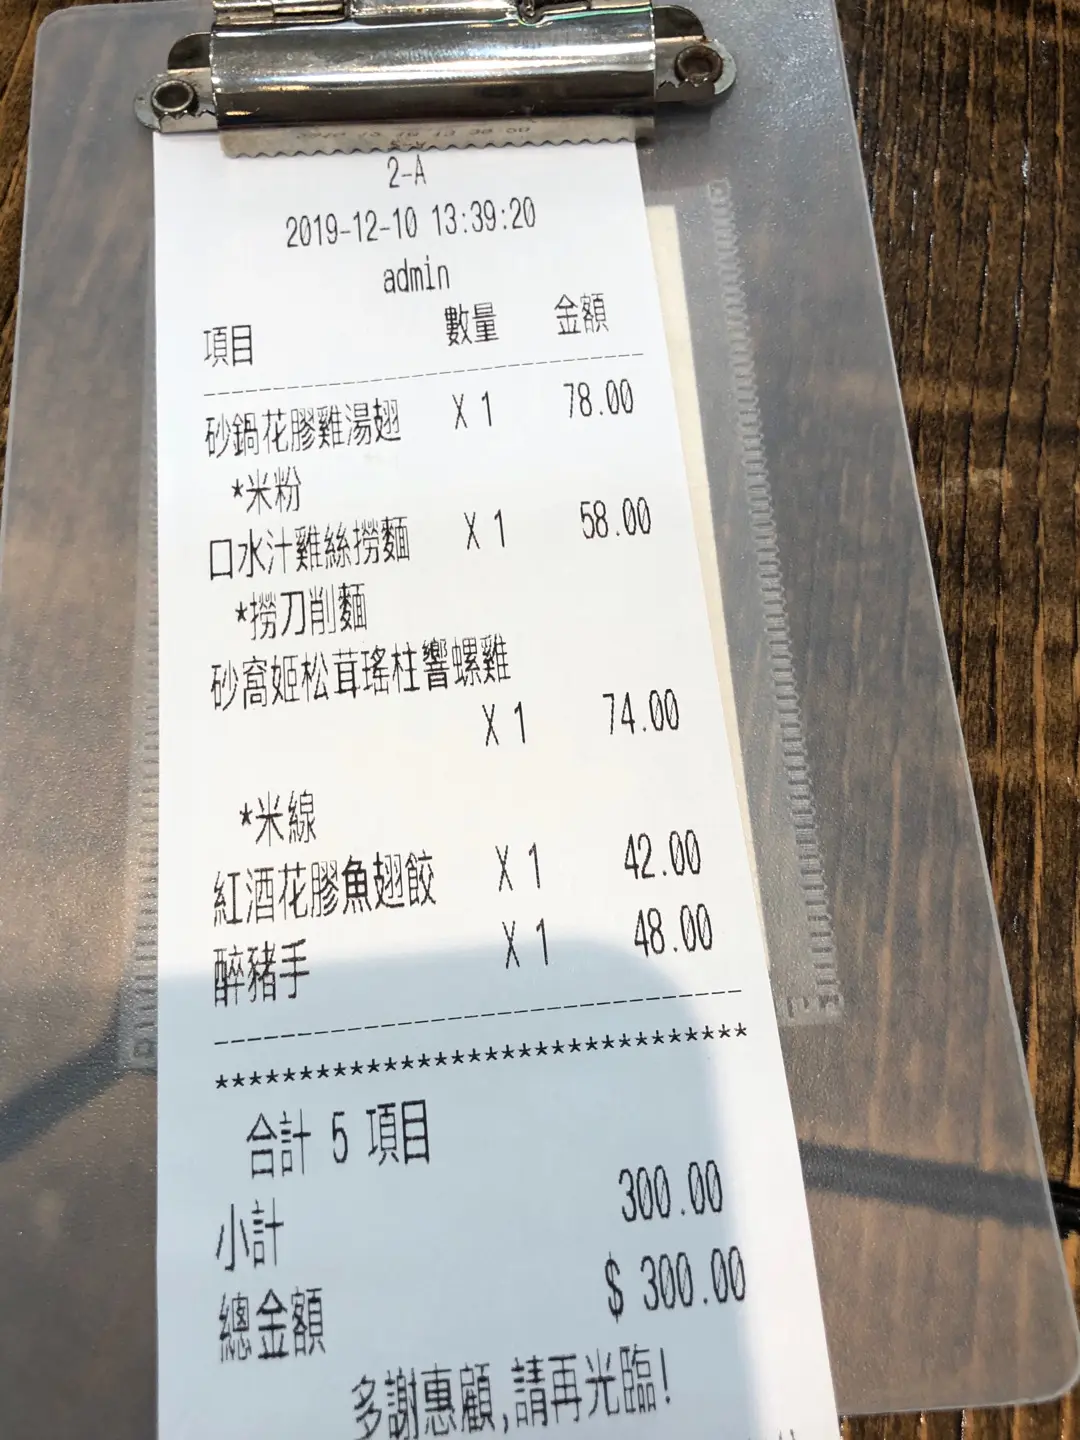 2-A
2019-12-10 13:39:20
admin
項目 數量 金額
砂鍋花膠雞湯翅 X 1 78.00
*米粉
口水汁雞絲撈麵 X 1 58.00
*撈刀削麵
砂窩姬松茸瑤柱響螺雞
X 1 74.00
*米線
紅酒花膠魚翅餃 X 1 42.00
醉豬手 X 1 48.00
合計 5 項目
小計 300.00
總金額 $ 300.00
多謝惠顧,請再光臨!